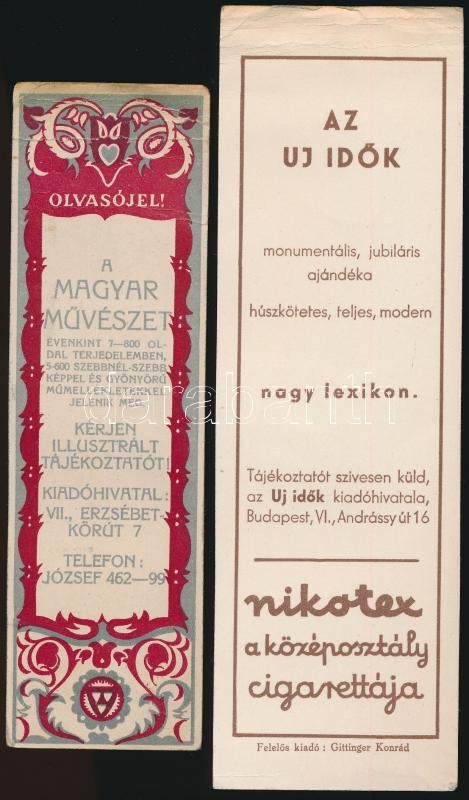 OLVASÓJEL!
A
MAGYAR
MŰVÉSZET
ÉVENKINT 7—800 OL-
DAL TERJEDELEMBEN,
5-600 SZEBBNÉL-SZEBB
KÉPPEL ÉS GYÖNYÖRŰ
MŰMELLÉKLETEKKEL
JELENIK MEG.
KÉRJEN
ILLUSZTRÁLT
TÁJÉKOZTATÓT!
KIADÓHIVATAL:
VII., ERZSÉBET-
KÖRÚT 7
TELEFON:
JÓZSEF 462—99
AZ
UJ IDŐK
monumentális, jubiláris
ajándéka
húszkötetes, teljes, modern
nagy lexikon.
Tájékoztatót szivesen küld,
az Uj idők kiadóhivatala,
Budapest, VI., Andrássy út 16
nikotex
a középosztály
cigarettája
Felelős kiadó : Gittinger Konrád
darabanth